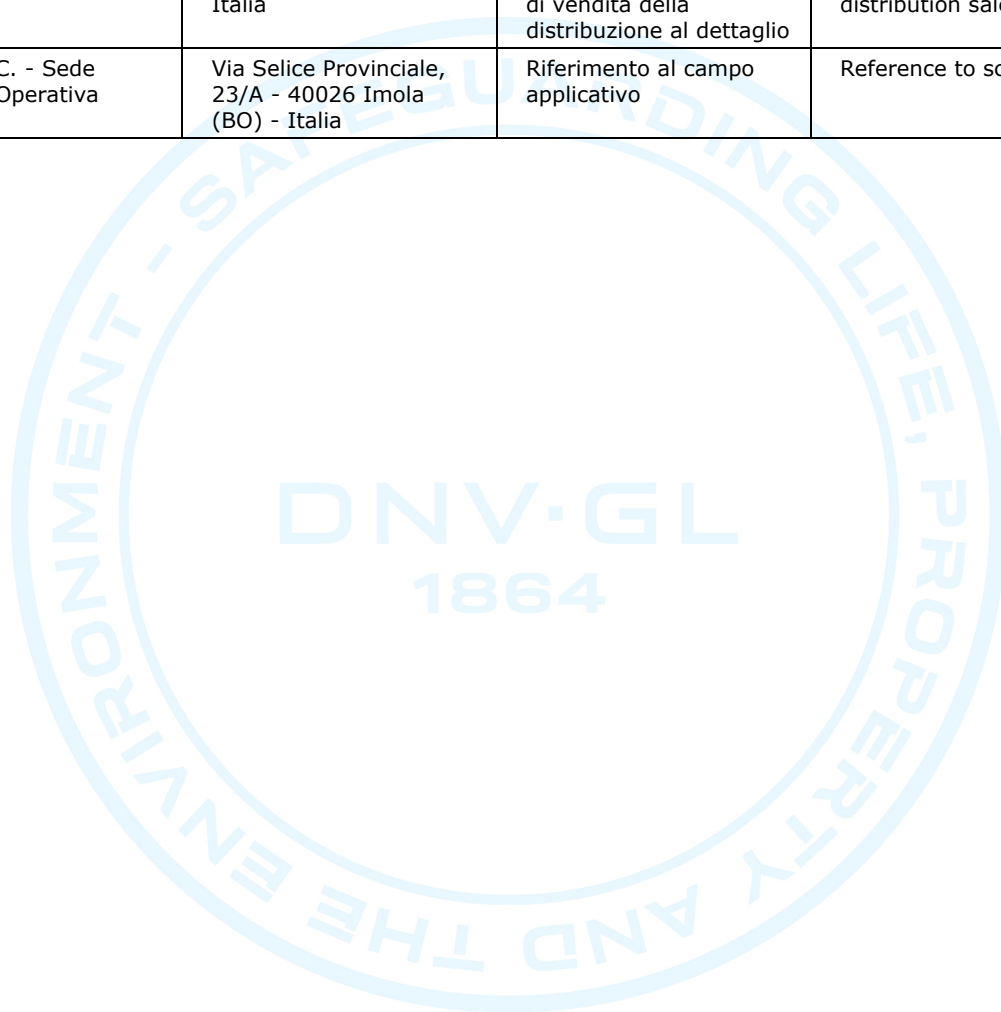 Italia
di vendita della
distribuzione al dettaglio
distribution sale
C. - Sede
Operativa
Via Selice Provinciale,
23/A - 40026 Imola
(BO) - Italia
Riferimento al campo
applicativo
Reference to sc
SAFEGUARDING LIFE, PROPERTY AND THE ENVIRONMENT -
DNV·GL
1864